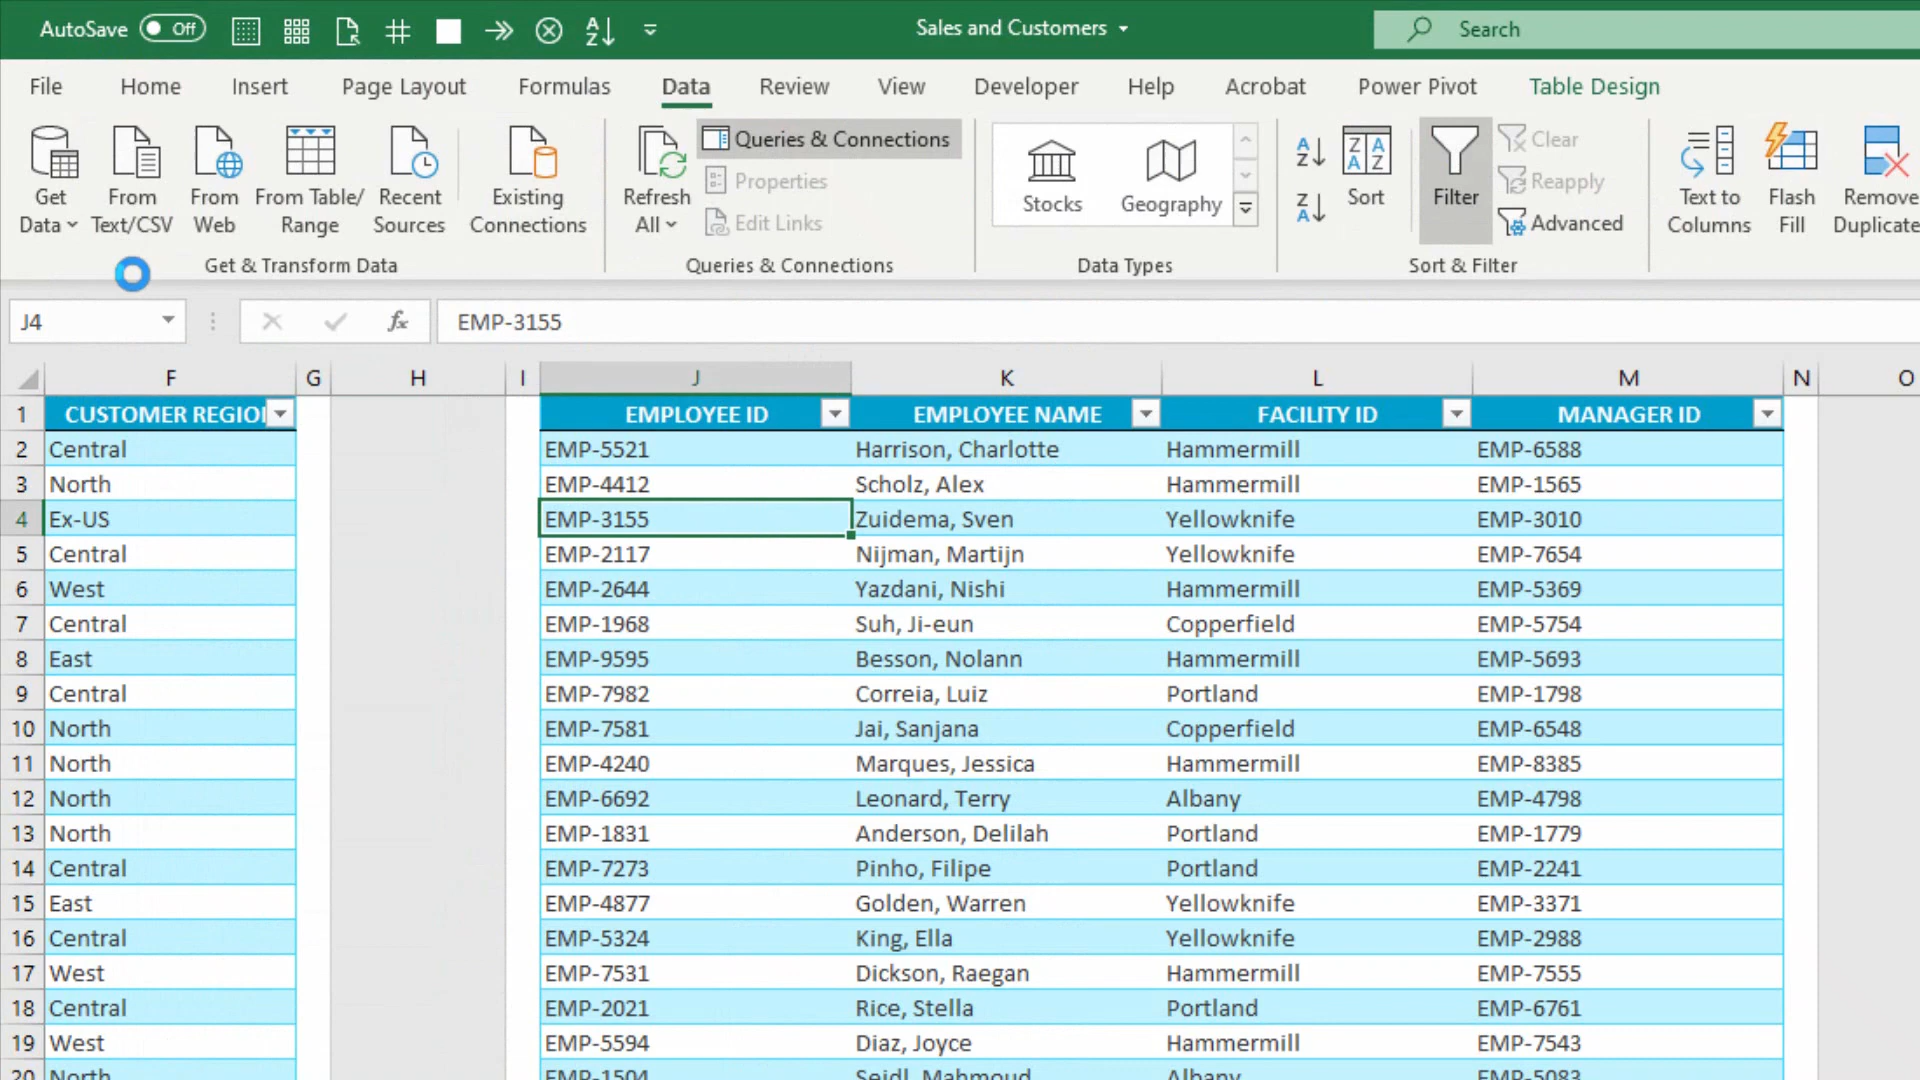 AutoSave Off Sales and Customers Search
File Home Insert Page Layout Formulas Data Review View Developer Help Acrobat Power Pivot Table Design
Get Data From Text/CSV From Web From Table/ Range Recent Sources Existing Connections
Refresh All Queries & Connections Properties Edit Links
Stocks Geography
Sort Filter Clear Reapply Advanced
Text to Columns Flash Fill Remove Duplicate
Get & Transform Data Queries & Connections Data Types Sort & Filter
J4 fx EMP-3155
F G H I J K L M N O
1 CUSTOMER REGIO EMPLOYEE ID EMPLOYEE NAME FACILITY ID MANAGER ID
2 Central EMP-5521 Harrison, Charlotte Hammermill EMP-6588
3 North EMP-4412 Scholz, Alex Hammermill EMP-1565
4 Ex-US EMP-3155 Zuidema, Sven Yellowknife EMP-3010
5 Central EMP-2117 Nijman, Martijn Yellowknife EMP-7654
6 West EMP-2644 Yazdani, Nishi Hammermill EMP-5369
7 Central EMP-1968 Suh, Ji-eun Copperfield EMP-5754
8 East EMP-9595 Besson, Nolann Hammermill EMP-5693
9 Central EMP-7982 Correia, Luiz Portland EMP-1798
10 North EMP-7581 Jai, Sanjana Copperfield EMP-6548
11 North EMP-4240 Marques, Jessica Hammermill EMP-8385
12 North EMP-6692 Leonard, Terry Albany EMP-4798
13 North EMP-1831 Anderson, Delilah Portland EMP-1779
14 Central EMP-7273 Pinho, Filipe Portland EMP-2241
15 East EMP-4877 Golden, Warren Yellowknife EMP-3371
16 Central EMP-5324 King, Ella Yellowknife EMP-2988
17 West EMP-7531 Dickson, Raegan Hammermill EMP-7555
18 Central EMP-2021 Rice, Stella Portland EMP-6761
19 West EMP-5594 Diaz, Joyce Hammermill EMP-7543
20 North EMP-1504 Seidl, Mahmoud Albany EMP-5083